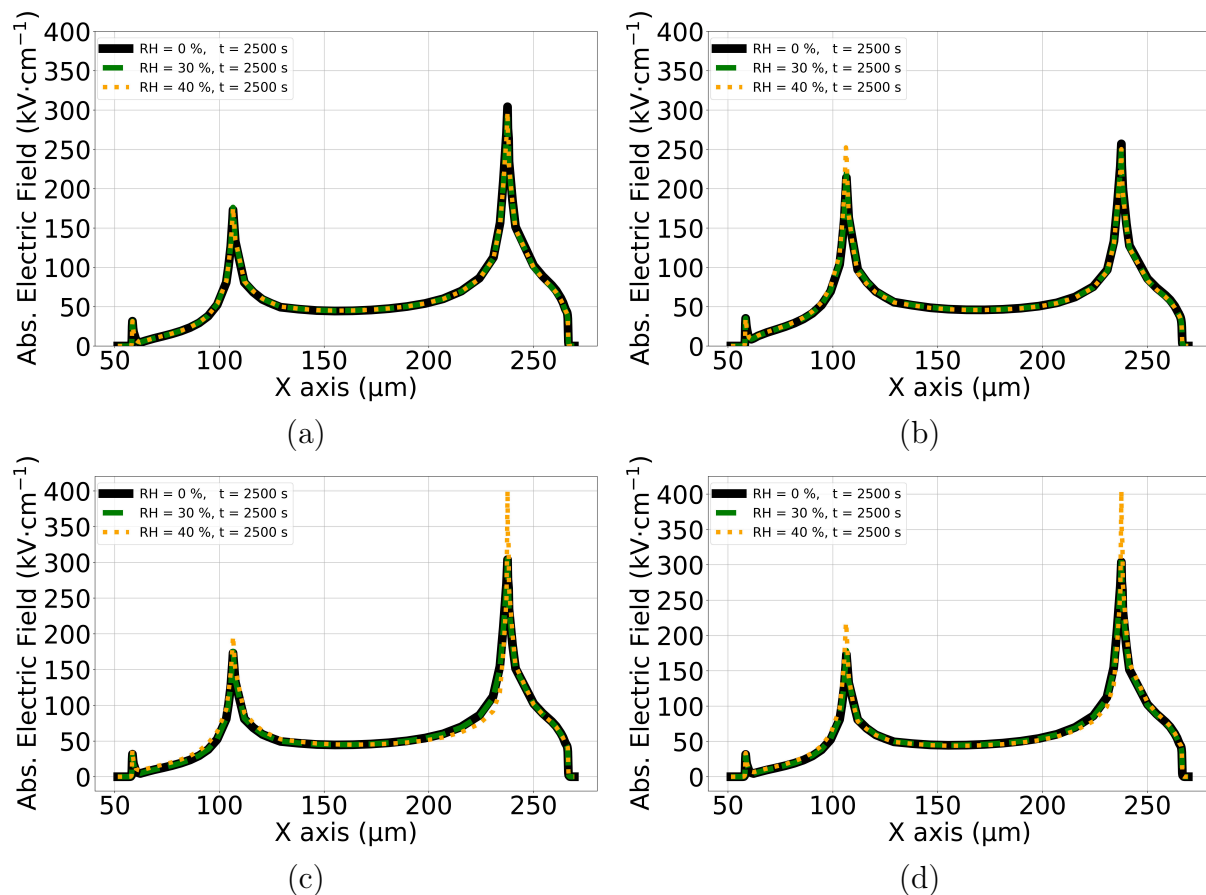 400
350
300
250
200
150
100
50
0
Abs. Electric Field (kV·cm⁻¹)
RH = 0 %,   t = 2500 s
RH = 30 %, t = 2500 s
RH = 40 %, t = 2500 s
50 100 150 200 250
X axis (µm)
(a)
400
350
300
250
200
150
100
50
0
Abs. Electric Field (kV·cm⁻¹)
RH = 0 %,   t = 2500 s
RH = 30 %, t = 2500 s
RH = 40 %, t = 2500 s
50 100 150 200 250
X axis (µm)
(b)
400
350
300
250
200
150
100
50
0
Abs. Electric Field (kV·cm⁻¹)
RH = 0 %,   t = 2500 s
RH = 30 %, t = 2500 s
RH = 40 %, t = 2500 s
50 100 150 200 250
X axis (µm)
(c)
400
350
300
250
200
150
100
50
0
Abs. Electric Field (kV·cm⁻¹)
RH = 0 %,   t = 2500 s
RH = 30 %, t = 2500 s
RH = 40 %, t = 2500 s
50 100 150 200 250
X axis (µm)
(d)